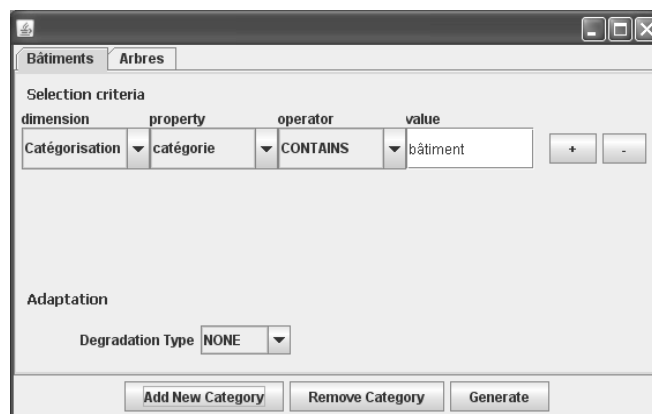 Bâtiments Arbres
Selection criteria
dimension property operator value
Catégorisation catégorie CONTAINS bâtiment + -
Adaptation
Degradation Type NONE
Add New Category Remove Category Generate